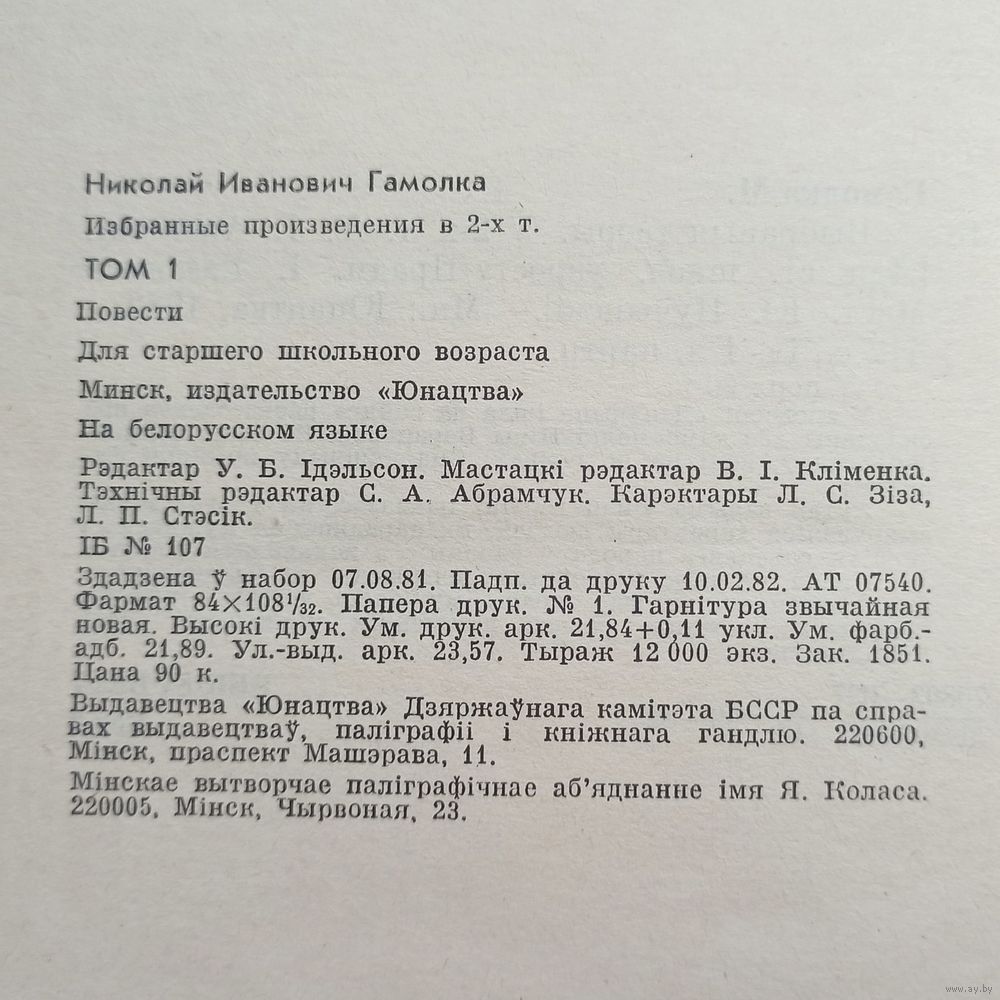 Николай Иванович Гамолка
Избранные произведения в 2-х т.
ТОМ 1
Повести
Для старшего школьного возраста
Минск, издательство «Юнацтва»
На белорусском языке
Рэдактар У. Б. Ідэльсон. Мастацкі рэдактар В. І. Кліменка.
Тэхнічны рэдактар С. А. Абрамчук. Карэктары Л. С. Зіза,
Л. П. Стэсік.
ІБ № 107
Здадзена ў набор 07.08.81. Падп. да друку 10.02.82. АТ 07540.
Фармат 84×108¹/₃₂. Папера друк. № 1. Гарнітура звычайная
новая. Высокі друк. Ум. друк. арк. 21,84+0,11 укл. Ум. фарб.-
адб. 21,89. Ул.-выд. арк. 23,57. Тыраж 12 000 экз. Зак. 1851.
Цана 90 к.
Выдавецтва «Юнацтва» Дзяржаўнага камітэта БССР па спра-
вах выдавецтваў, паліграфіі і кніжнага гандлю. 220600,
Мінск, праспект Машэрава, 11.
Мінскае вытворчае паліграфічнае аб'яднанне імя Я. Коласа.
220005, Мінск, Чырвоная, 23.
www.ay.by